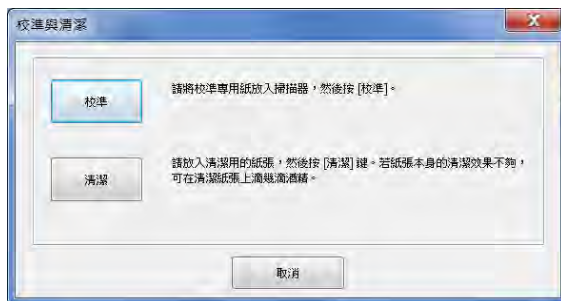 校準與清潔
校準
請將校準專用紙放入掃描器,然後按 [校準]。
清潔
請放入清潔用的紙張,然後按 [清潔] 鍵。若紙張本身的清潔效果不夠,
可在清潔紙張上滴幾滴酒精。
取消